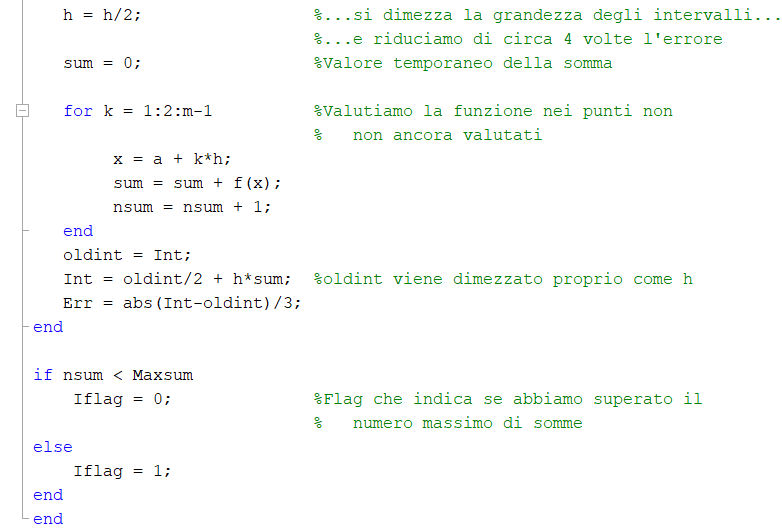 h = h/2; %...si dimezza la grandezza degli intervalli...
%...e riduciamo di circa 4 volte l'errore
sum = 0; %Valore temporaneo della somma
for k = 1:2:m-1 %Valutiamo la funzione nei punti non
% non ancora valutati
x = a + k*h;
sum = sum + f(x);
nsum = nsum + 1;
end
oldint = Int;
Int = oldint/2 + h*sum; %oldint viene dimezzato proprio come h
Err = abs(Int-oldint)/3;
end
if nsum < Maxsum
Iflag = 0; %Flag che indica se abbiamo superato il
% numero massimo di somme
else
Iflag = 1;
end
end